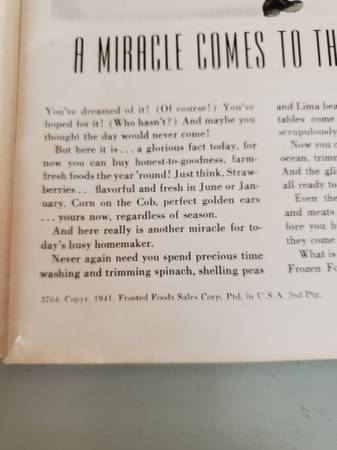 A MIRACLE COMES TO TH
You've dreamed of it! (Of course!) You've
hoped for it! (Who hasn't?) And maybe you
thought the day would never come!
But here it is... a glorious fact today, for
now you can buy honest-to-goodness, farm-
fresh foods the year 'round! Just think, Straw-
berries... flavorful and fresh in June or Jan-
uary. Corn on the Cob, perfect golden ears
...yours now, regardless of season.
And here really is another miracle for to-
day's busy homemaker.
Never again need you spend precious time
washing and trimming spinach, shelling peas
and Lima bea
tables come
scrupulously
Now you c
ocean, trimm
And the gli
all ready to
Even the
and meats
fore you b
they come
What is
Frozen Fo
3764. Copyr. 1941. Frosted Foods Sales Corp. Ptd. in U.S.A. 2nd Ptg.